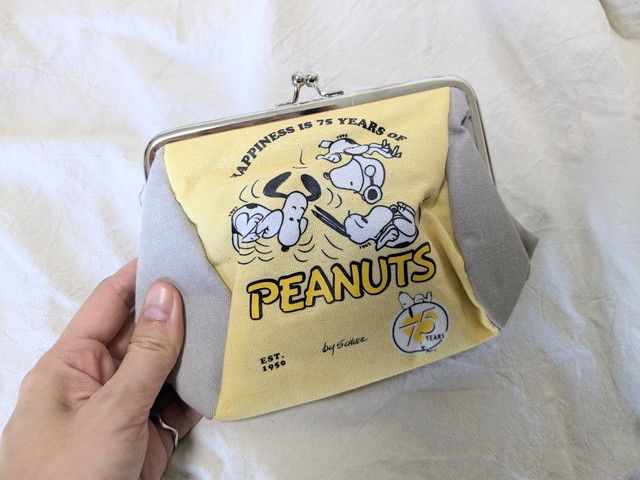 HAPPINESS IS 75 YEARS OF
PEANUTS
EST.
1950
by SCHULZ
75
YEARS